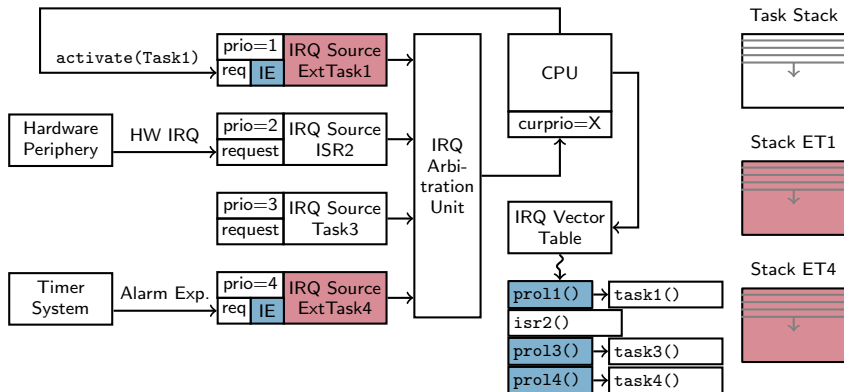 activate(Task1)
prio=1
req
IE
IRQ Source
ExtTask1
Hardware
Periphery
HW IRQ
prio=2
request
IRQ Source
ISR2
prio=3
request
IRQ Source
Task3
Timer
System
Alarm Exp.
prio=4
req
IE
IRQ Source
ExtTask4
IRQ
Arbi-
tration
Unit
CPU
curprio=X
IRQ Vector
Table
prol1()
task1()
isr2()
prol3()
task3()
prol4()
task4()
Task Stack
Stack ET1
Stack ET4